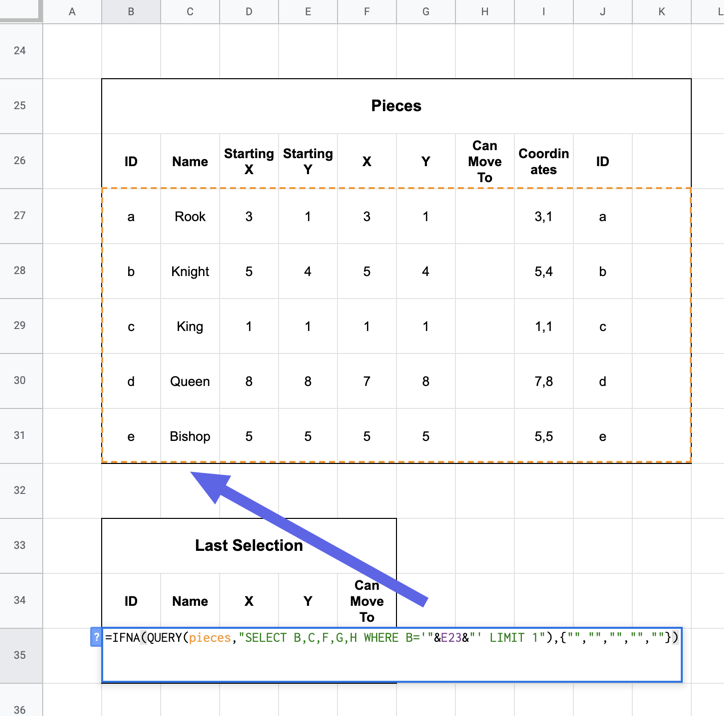 A B C D E F G H I J K L
24
25 Pieces
26 ID Name Starting X Starting Y X Y Can Move To Coordin ates ID
27 a Rook 3 1 3 1 3,1 a
28 b Knight 5 4 5 4 5,4 b
29 c King 1 1 1 1 1,1 c
30 d Queen 8 8 7 8 7,8 d
31 e Bishop 5 5 5 5 5,5 e
32
33 Last Selection
34 ID Name X Y Can Move To
35 ? =IFNA(QUERY(pieces,"SELECT B,C,F,G,H WHERE B='"&E23&"' LIMIT 1"),{"","","","",""})
36